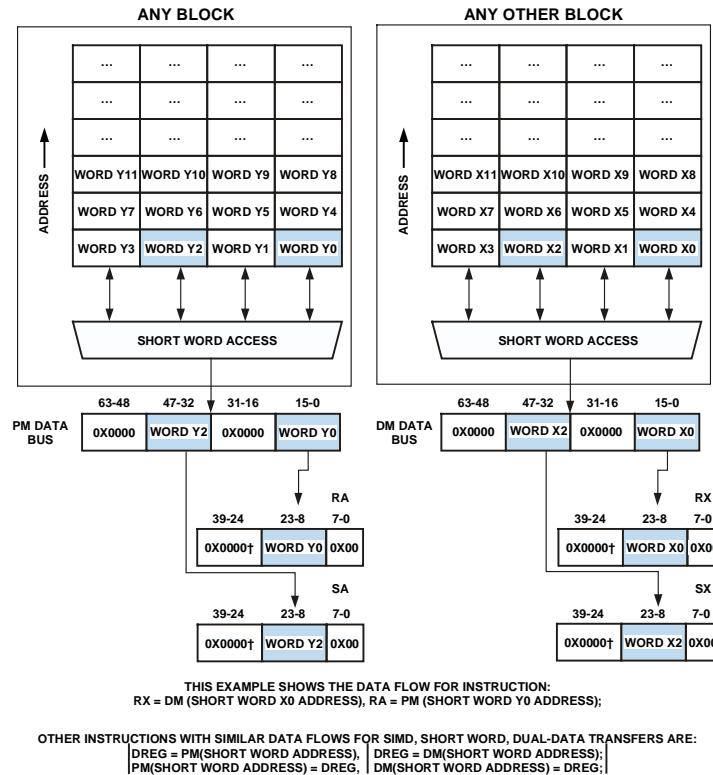 ANY BLOCK
ANY OTHER BLOCK
... ... ... ...
... ... ... ...
... ... ... ...
WORD Y11 WORD Y10 WORD Y9 WORD Y8
WORD Y7 WORD Y6 WORD Y5 WORD Y4
WORD Y3 WORD Y2 WORD Y1 WORD Y0
ADDRESS
SHORT WORD ACCESS
... ... ... ...
... ... ... ...
... ... ... ...
WORD X11 WORD X10 WORD X9 WORD X8
WORD X7 WORD X6 WORD X5 WORD X4
WORD X3 WORD X2 WORD X1 WORD X0
ADDRESS
SHORT WORD ACCESS
63-48 47-32 31-16 15-0
PM DATA
BUS
0X0000 WORD Y2 0X0000 WORD Y0
63-48 47-32 31-16 15-0
DM DATA
BUS
0X0000 WORD X2 0X0000 WORD X0
RA
39-24 23-8 7-0
0X0000† WORD Y0 0X00
SA
39-24 23-8 7-0
0X0000† WORD Y2 0X00
RX
39-24 23-8 7-0
0X0000† WORD X0
SX
39-24 23-8 7-0
0X0000† WORD X2
THIS EXAMPLE SHOWS THE DATA FLOW FOR INSTRUCTION:
RX = DM (SHORT WORD X0 ADDRESS), RA = PM (SHORT WORD Y0 ADDRESS);
OTHER INSTRUCTIONS WITH SIMILAR DATA FLOWS FOR SIMD, SHORT WORD, DUAL-DATA TRANSFERS ARE:
DREG = PM(SHORT WORD ADDRESS), DREG = DM(SHORT WORD ADDRESS);
PM(SHORT WORD ADDRESS) = DREG, DM(SHORT WORD ADDRESS) = DREG;